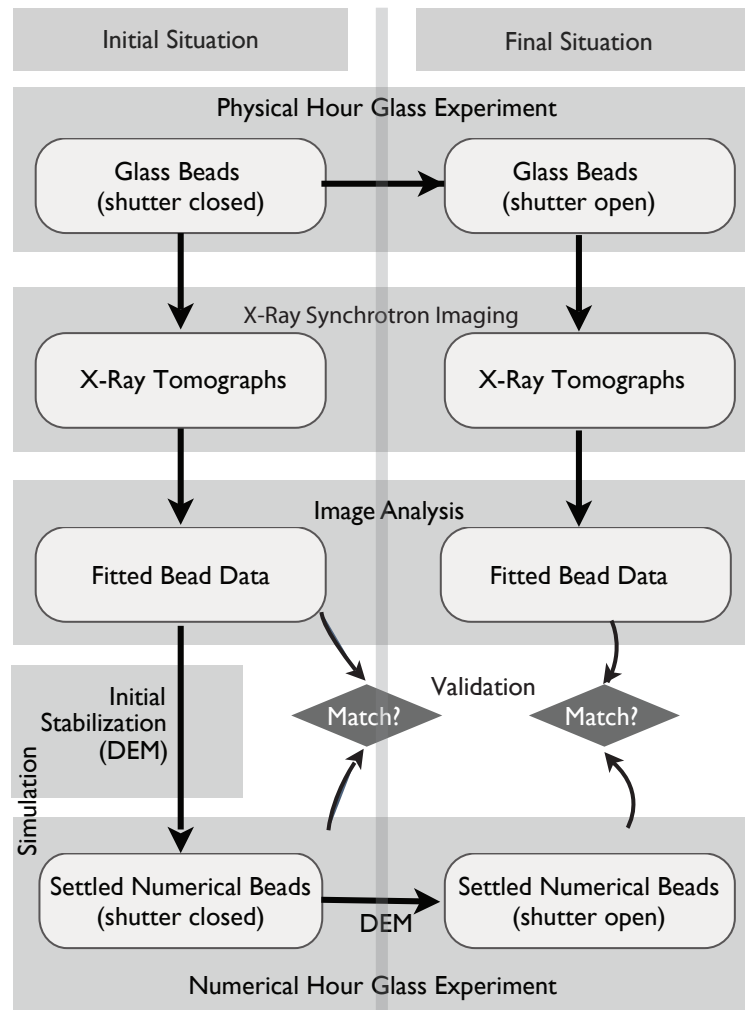 Initial Situation
Final Situation
Physical Hour Glass Experiment
Glass Beads
(shutter closed)
Glass Beads
(shutter open)
X-Ray Synchrotron Imaging
X-Ray Tomographs
X-Ray Tomographs
Image Analysis
Fitted Bead Data
Fitted Bead Data
Initial
Stabilization
(DEM)
Validation
Match?
Match?
Simulation
Settled Numerical Beads
(shutter closed)
DEM
Settled Numerical Beads
(shutter open)
Numerical Hour Glass Experiment